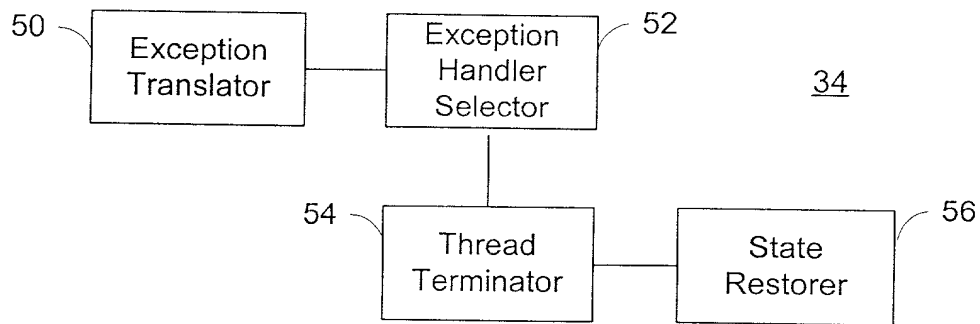 50
Exception
Translator
Exception
Handler
Selector
52
34
54
Thread
Terminator
State
Restorer
56